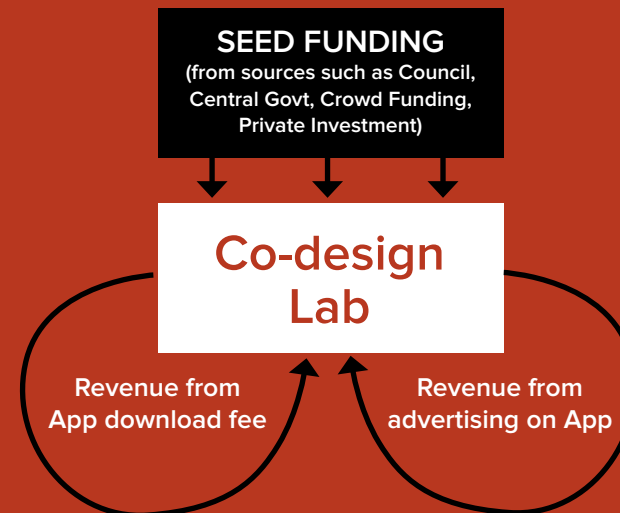 SEED FUNDING
(from sources such as Council,
Central Govt, Crowd Funding,
Private Investment)
Co-design
Lab
Revenue from
App download fee
Revenue from
advertising on App